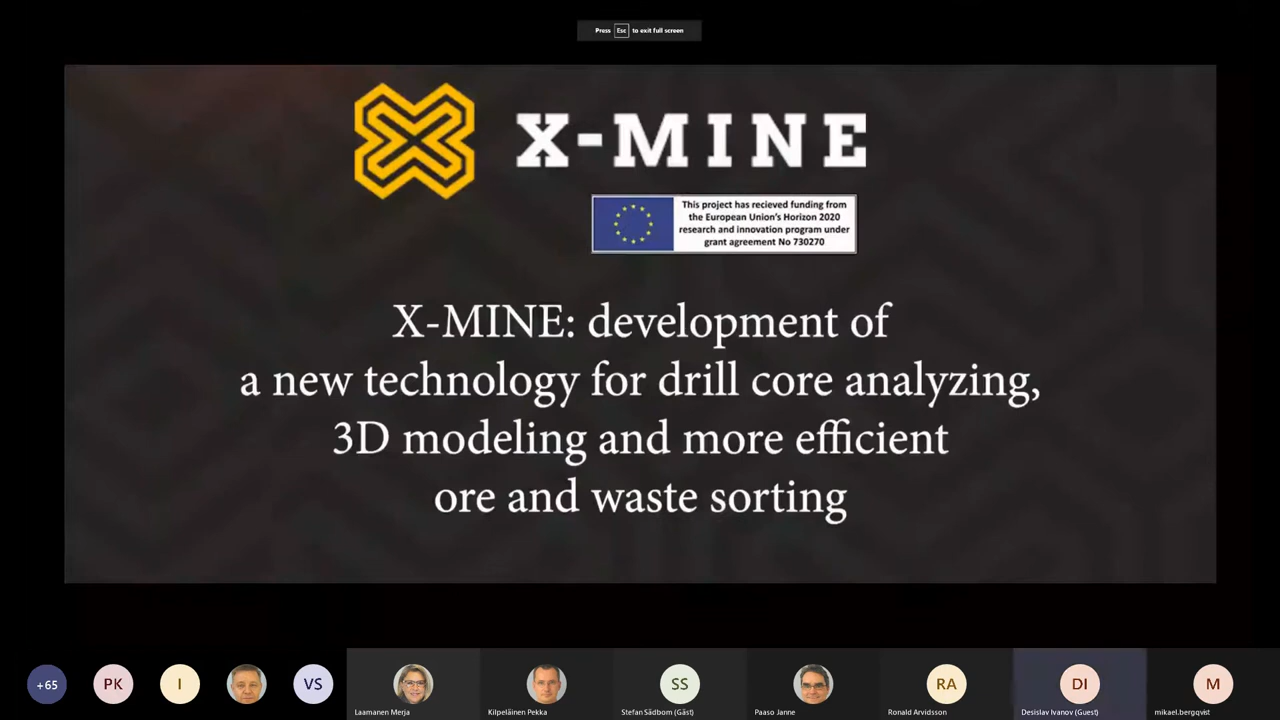 Press Esc to exit full screen
X-MINE
This project has recieved funding from
the European Union's Horizon 2020
research and innovation program under
grant agreement No 730270
X-MINE: development of
a new technology for drill core analyzing,
3D modeling and more efficient
ore and waste sorting
+65
PK
I
VS
SS
RA
DI
M
Laamanen Merja
Kilpeläinen Pekka
Stefan Sädbom (Gäst)
Paaso Janne
Ronald Arvidsson
Desislav Ivanov (Guest)
mikael.bergqvist